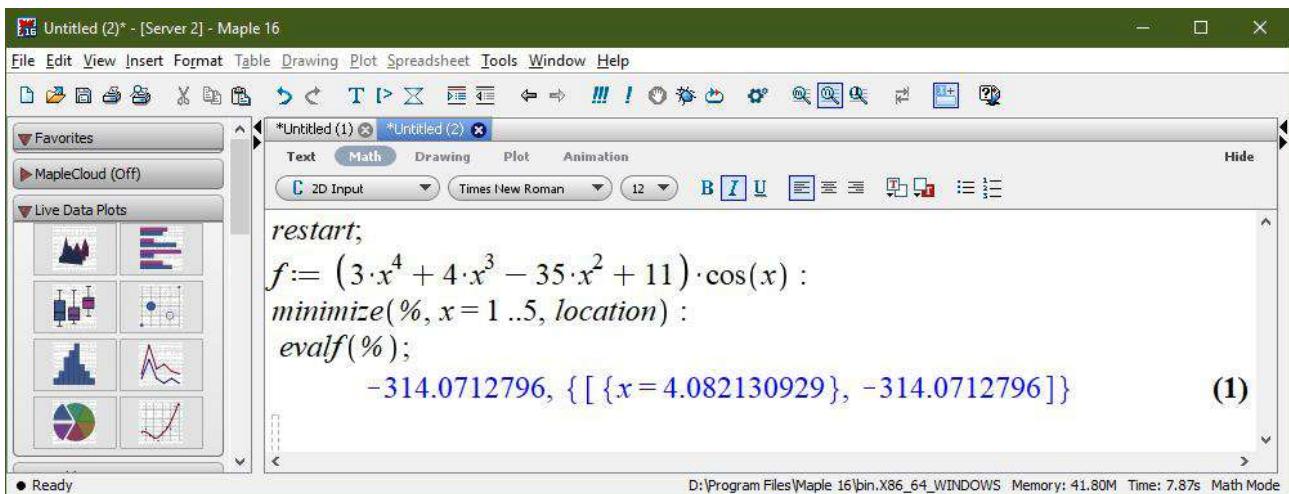 Untitled (2)* - [Server 2] - Maple 16
File Edit View Insert Format Table Drawing Plot Spreadsheet Tools Window Help
Favorites
MapleCloud (Off)
Live Data Plots
*Untitled (1) *Untitled (2)
Text Math Drawing Plot Animation Hide
C 2D Input Times New Roman 12 B I U
restart;
f := (3·x⁴ + 4·x³ − 35·x² + 11)·cos(x) :
minimize(%, x = 1 ..5, location) :
evalf(%);
-314.0712796, {[{x = 4.082130929}, -314.0712796]} (1)
Ready D:\Program Files\Maple 16\bin.X86_64_WINDOWS Memory: 41.80M Time: 7.87s Math Mode